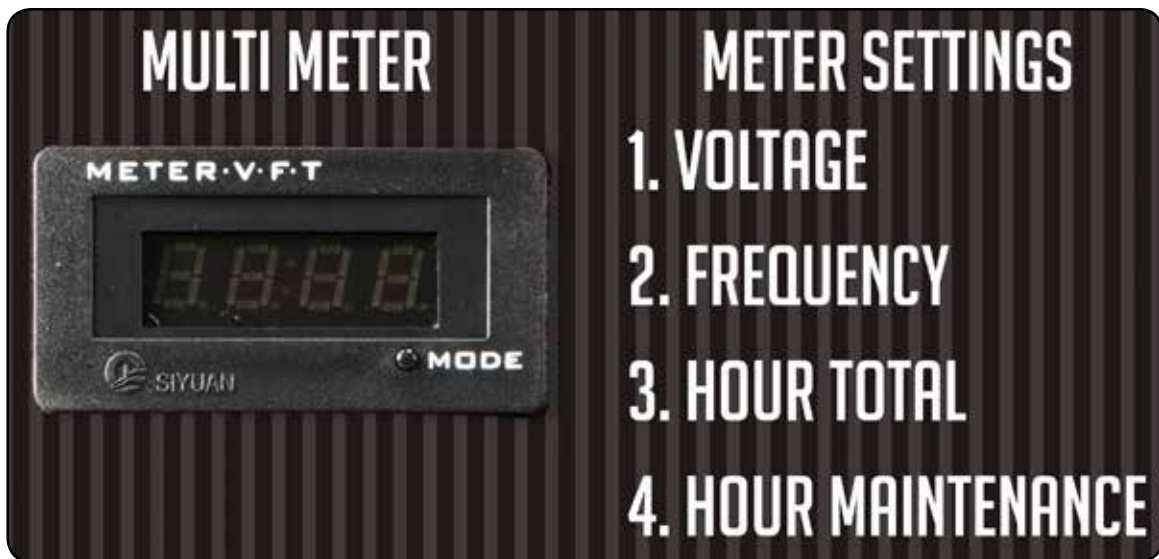 MULTI METER
METER·V·F·T
MODE
SIYUAN
METER SETTINGS
1. VOLTAGE
2. FREQUENCY
3. HOUR TOTAL
4. HOUR MAINTENANCE